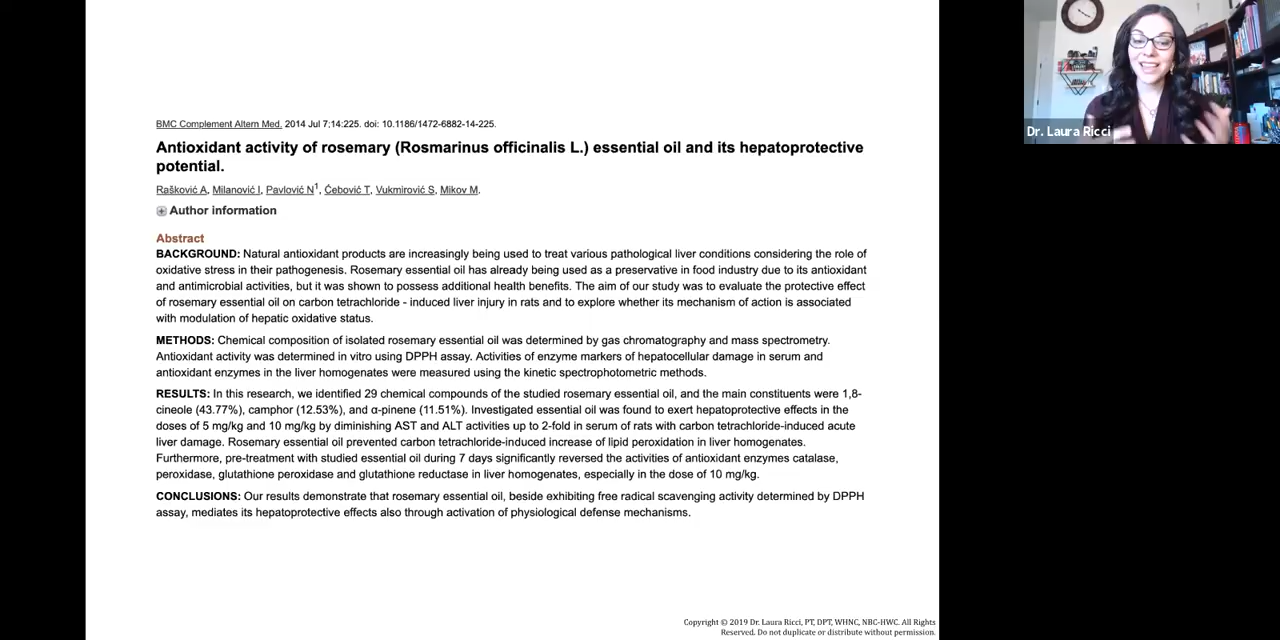 BMC Complement Altern Med. 2014 Jul 7;14:225. doi: 10.1186/1472-6882-14-225.
Antioxidant activity of rosemary (Rosmarinus officinalis L.) essential oil and its hepatoprotective
potential.
Rašković A, Milanović I, Pavlović N1, Ćebović T, Vukmirović S, Mikov M.
Author information
Abstract
BACKGROUND: Natural antioxidant products are increasingly being used to treat various pathological liver conditions considering the role of
oxidative stress in their pathogenesis. Rosemary essential oil has already being used as a preservative in food industry due to its antioxidant
and antimicrobial activities, but it was shown to possess additional health benefits. The aim of our study was to evaluate the protective effect
of rosemary essential oil on carbon tetrachloride - induced liver injury in rats and to explore whether its mechanism of action is associated
with modulation of hepatic oxidative status.
METHODS: Chemical composition of isolated rosemary essential oil was determined by gas chromatography and mass spectrometry.
Antioxidant activity was determined in vitro using DPPH assay. Activities of enzyme markers of hepatocellular damage in serum and
antioxidant enzymes in the liver homogenates were measured using the kinetic spectrophotometric methods.
RESULTS: In this research, we identified 29 chemical compounds of the studied rosemary essential oil, and the main constituents were 1,8-
cineole (43.77%), camphor (12.53%), and α-pinene (11.51%). Investigated essential oil was found to exert hepatoprotective effects in the
doses of 5 mg/kg and 10 mg/kg by diminishing AST and ALT activities up to 2-fold in serum of rats with carbon tetrachloride-induced acute
liver damage. Rosemary essential oil prevented carbon tetrachloride-induced increase of lipid peroxidation in liver homogenates.
Furthermore, pre-treatment with studied essential oil during 7 days significantly reversed the activities of antioxidant enzymes catalase,
peroxidase, glutathione peroxidase and glutathione reductase in liver homogenates, especially in the dose of 10 mg/kg.
CONCLUSIONS: Our results demonstrate that rosemary essential oil, beside exhibiting free radical scavenging activity determined by DPPH
assay, mediates its hepatoprotective effects also through activation of physiological defense mechanisms.
Copyright © 2019 Dr. Laura Ricci, PT, DPT, WHNC, NBC-HWC. All Rights
Reserved. Do not duplicate or distribute without permission.
Dr. Laura Ricci